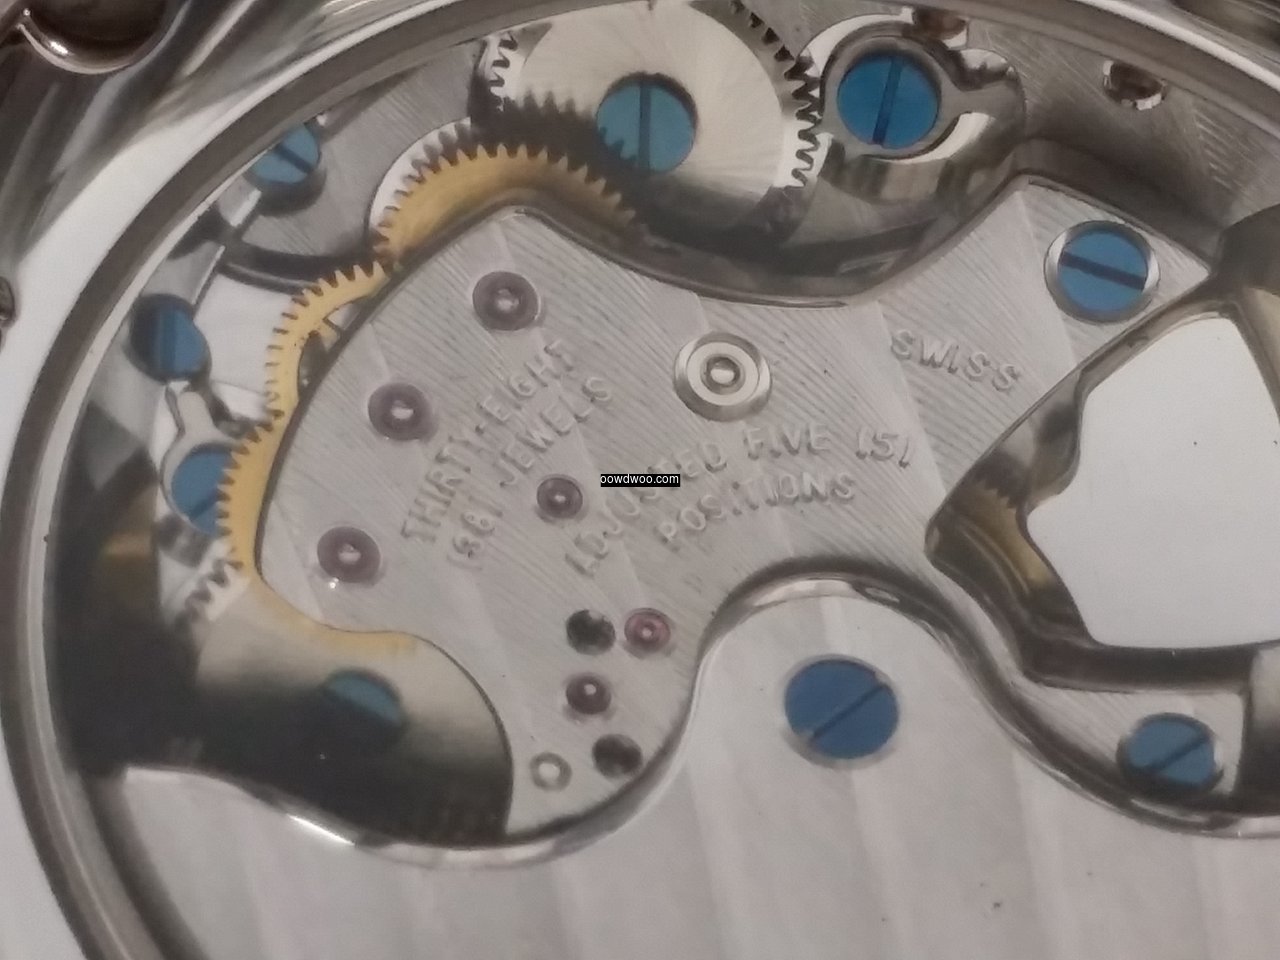 THIRTY-EIGHT
(38) JEWELS
ADJUSTED FIVE (5)
POSITIONS
SWISS
oowdwoo.com